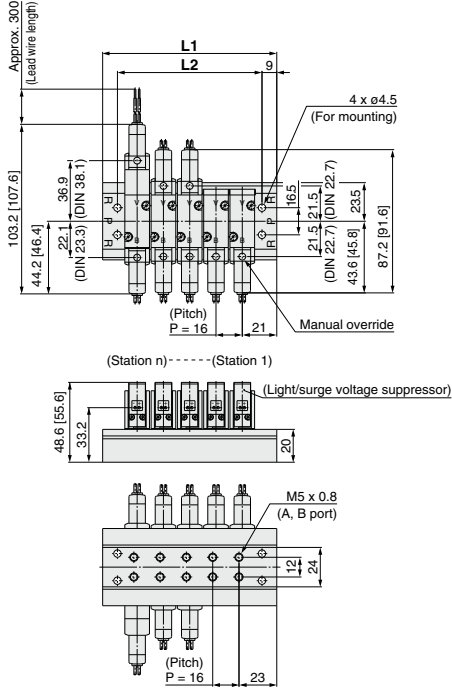 Approx. 300
(Lead wire length)
L1
L2
9
4 x ø4.5
(For mounting)
103.2 [107.6]
44.2 [46.4]
36.9
(DIN 38.1)
22.1
(DIN 23.3)
R
P
R
V V V V V
B B B B B
R
P
R
16.5
21.5
(DIN 22.7)
23.5
21.5
(DIN 22.7)
43.6 [45.8]
87.2 [91.6]
(Pitch)
P = 16
21
Manual override
(Station n)------(Station 1)
(Light/surge voltage suppressor)
48.6 [55.6]
33.2
20
M5 x 0.8
(A, B port)
12
24
(Pitch)
P = 16
23